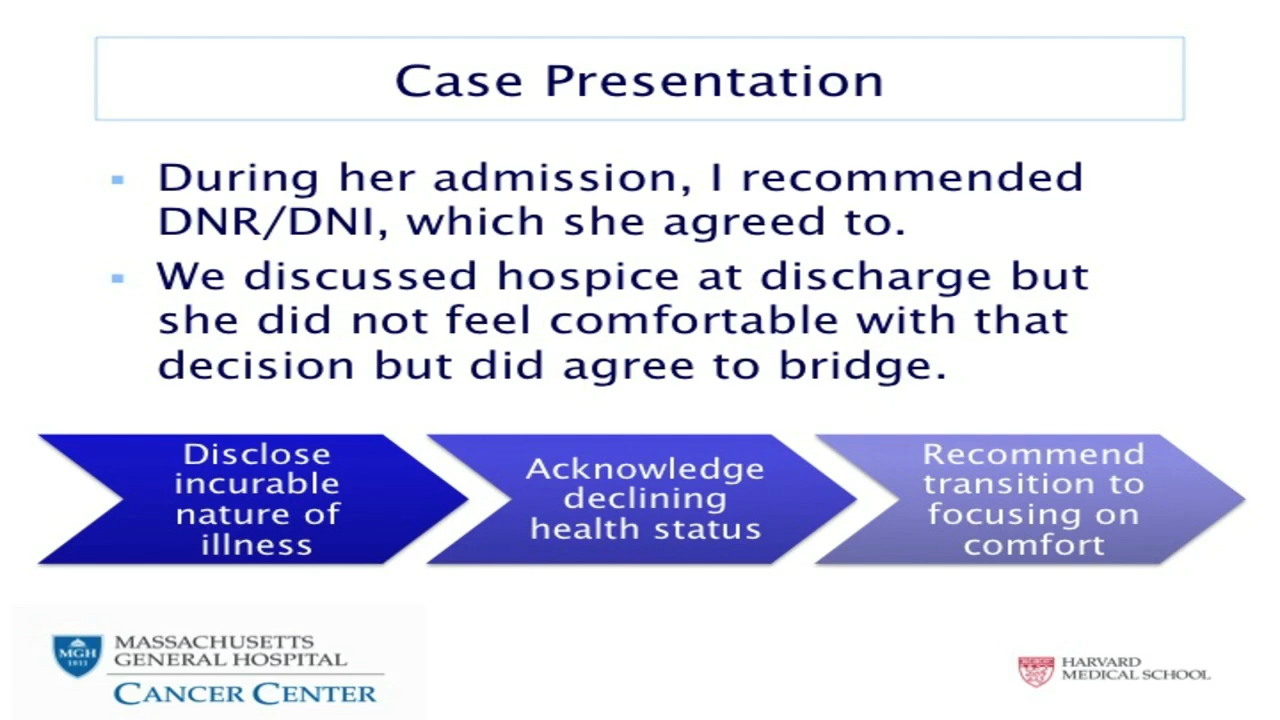 Case Presentation
During her admission, I recommended
DNR/DNI, which she agreed to.
We discussed hospice at discharge but
she did not feel comfortable with that
decision but did agree to bridge.
Disclose
incurable
nature of
illness
Acknowledge
declining
health status
Recommend
transition to
focusing on
comfort
MGH
1811
MASSACHUSETTS
GENERAL HOSPITAL
CANCER CENTER
HARVARD
MEDICAL SCHOOL